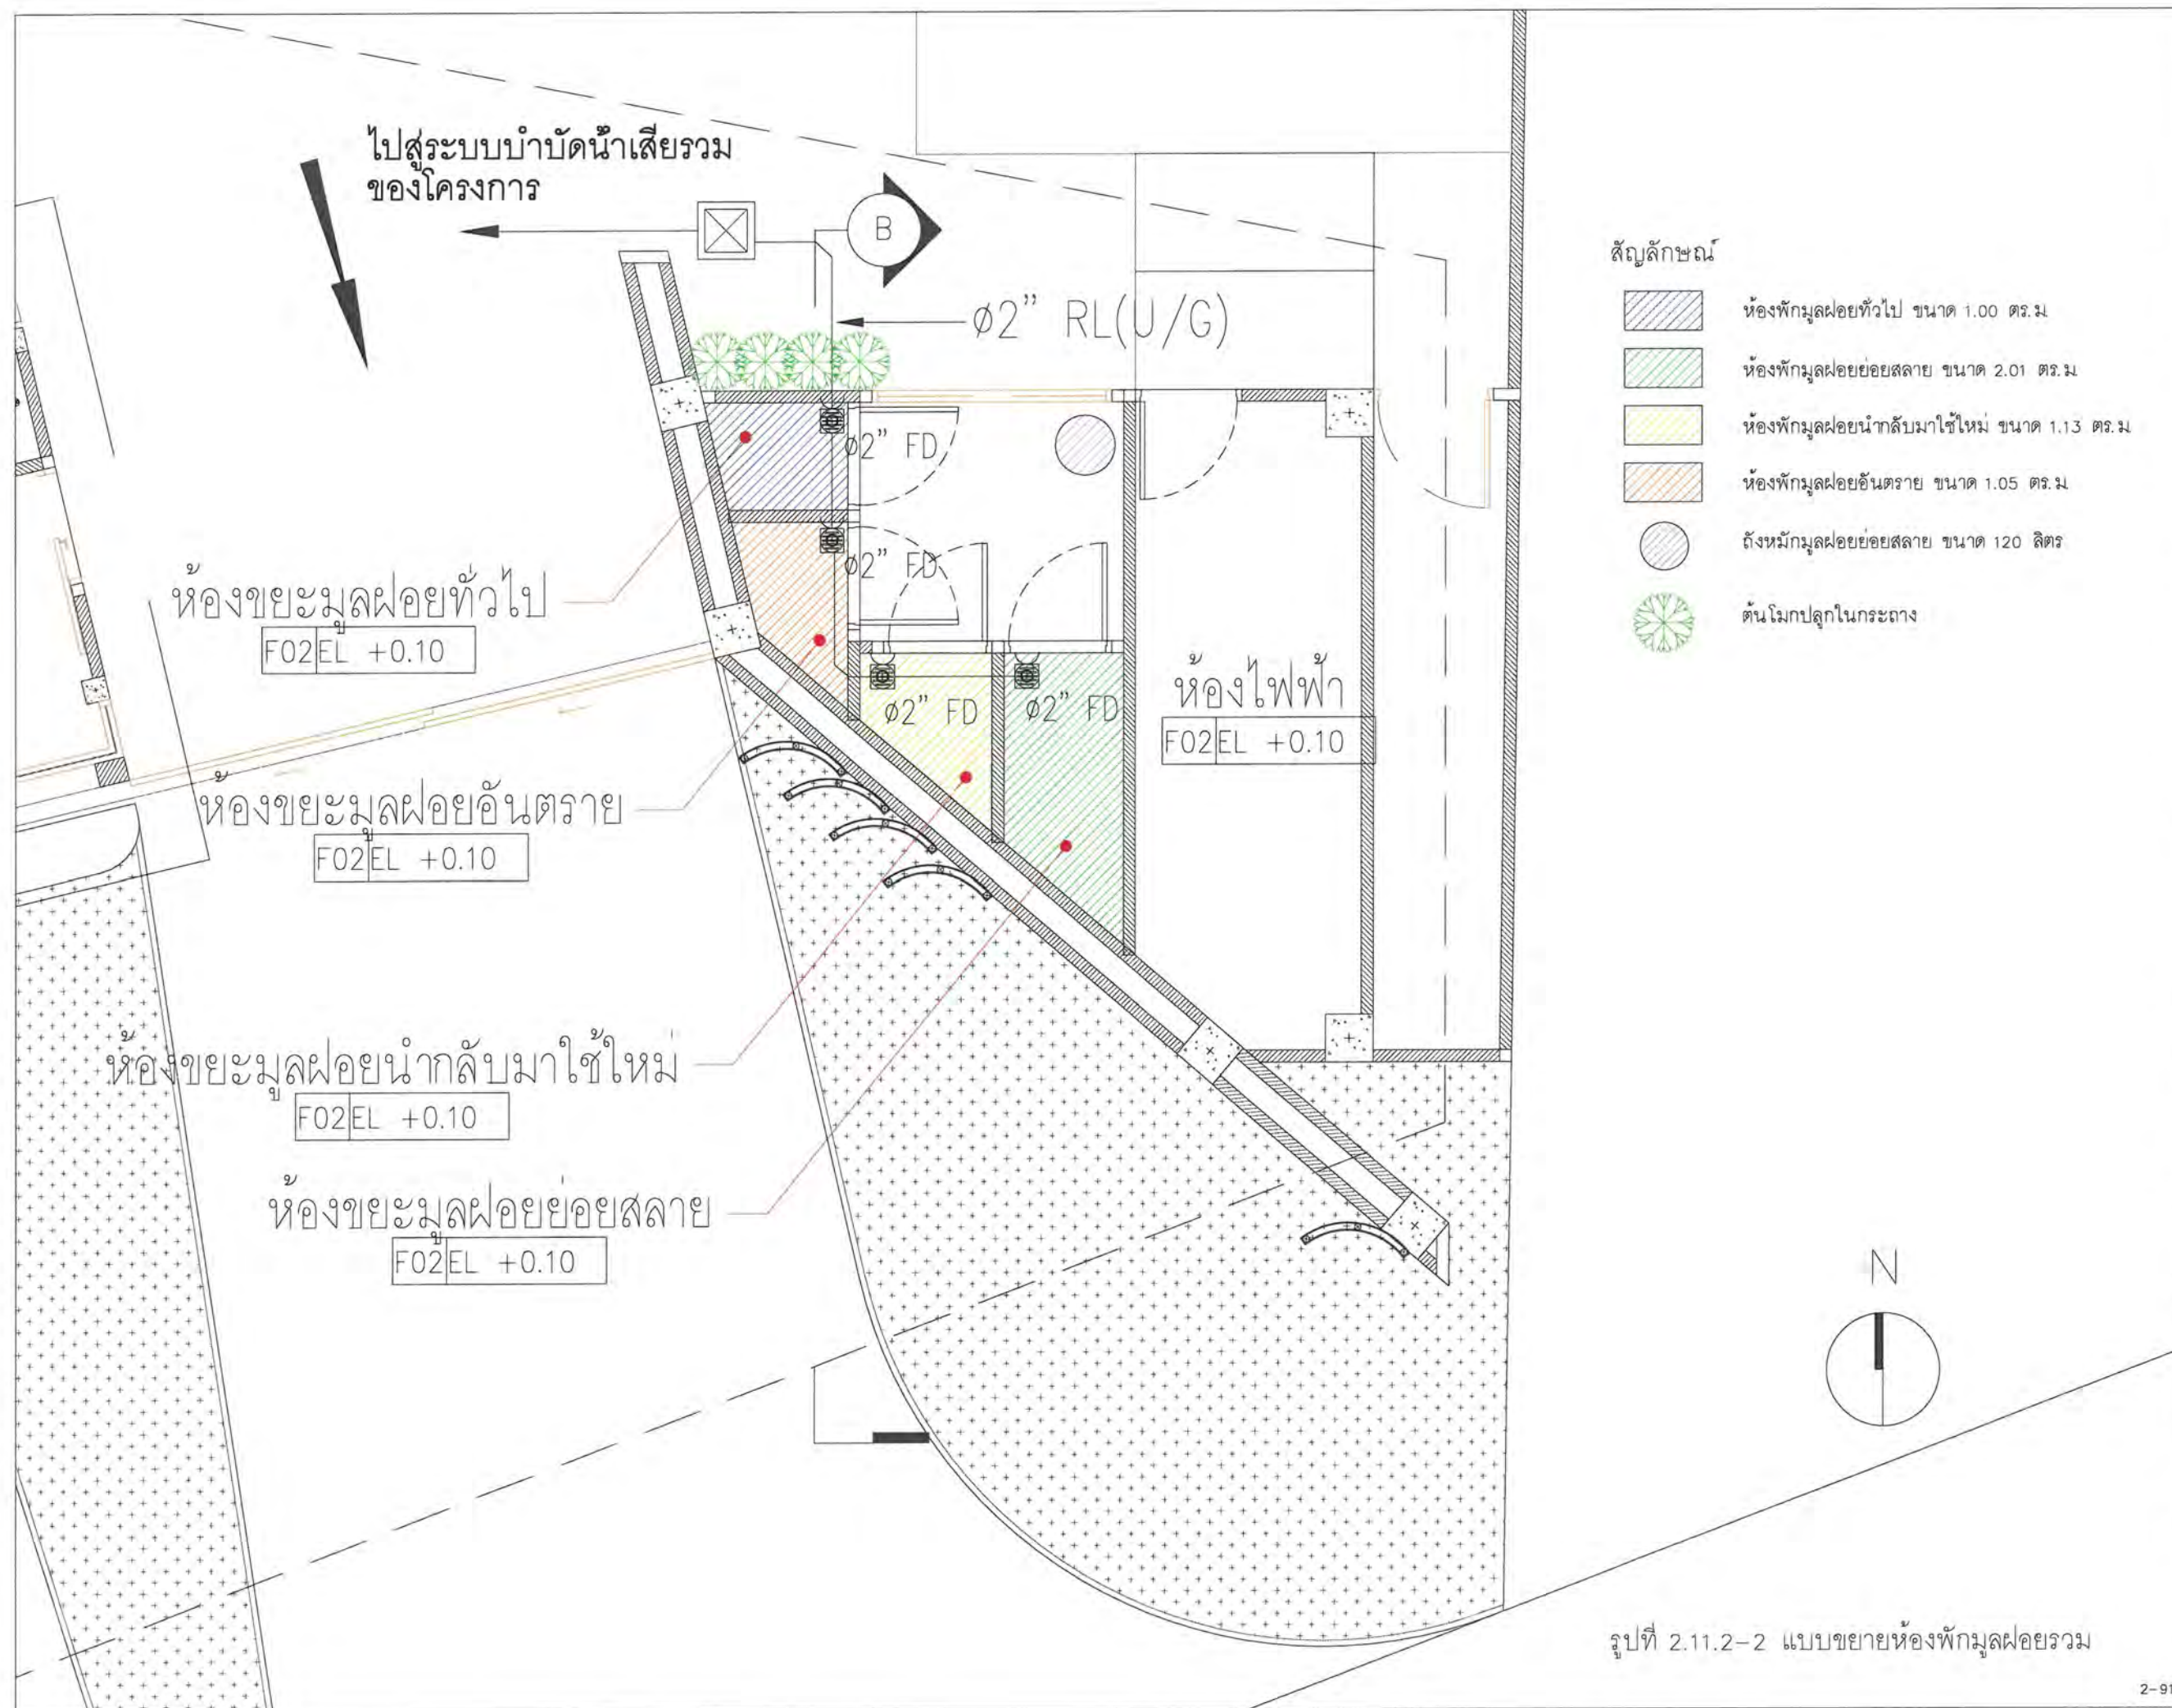 ไปสู่ระบบบำบัดน้ำเสียรวม
ของโครงการ
B
ø2” RL(U/G)
ø2” FD
ø2” FD
ø2” FD
ø2” FD
ห้องขยะมูลฝอยทั่วไป
F02 EL +0.10
ห้องไฟฟ้า
F02 EL +0.10
ห้องขยะมูลฝอยอันตราย
F02 EL +0.10
ห้องขยะมูลฝอยนำกลับมาใช้ใหม่
F02 EL +0.10
ห้องขยะมูลฝอยย่อยสลาย
F02 EL +0.10
สัญลักษณ์
ห้องพักมูลฝอยทั่วไป ขนาด 1.00 ตร.ม
ห้องพักมูลฝอยย่อยสลาย ขนาด 2.01 ตร.ม
ห้องพักมูลฝอยนำกลับมาใช้ใหม่ ขนาด 1.13 ตร.ม
ห้องพักมูลฝอยอันตราย ขนาด 1.05 ตร.ม
ถังหมักมูลฝอยย่อยสลาย ขนาด 120 ลิตร
ต้นโมกปลูกในกระถาง
N
รูปที่ 2.11.2-2 แบบขยายห้องพักมูลฝอยรวม
2-91